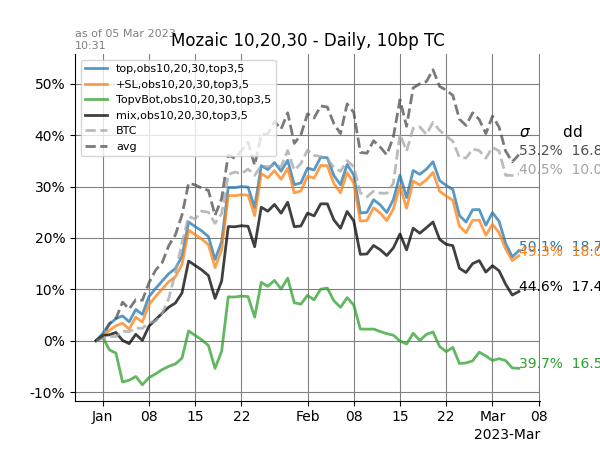 as of 05 Mar 2023
10:31
Mozaic 10,20,30 - Daily, 10bp TC
top,obs10,20,30,top3,5
+SL,obs10,20,30,top3,5
TopvBot,obs10,20,30,top3,5
mix,obs10,20,30,top3,5
BTC
avg
50%
40%
30%
20%
10%
0%
-10%
σ dd
53.2% 16.8
40.5% 10.0
50.1% 18.7
49.3% 18.0
44.6% 17.4
39.7% 16.5
Jan 08 15 22 Feb 08 15 22 Mar 08
2023-Mar